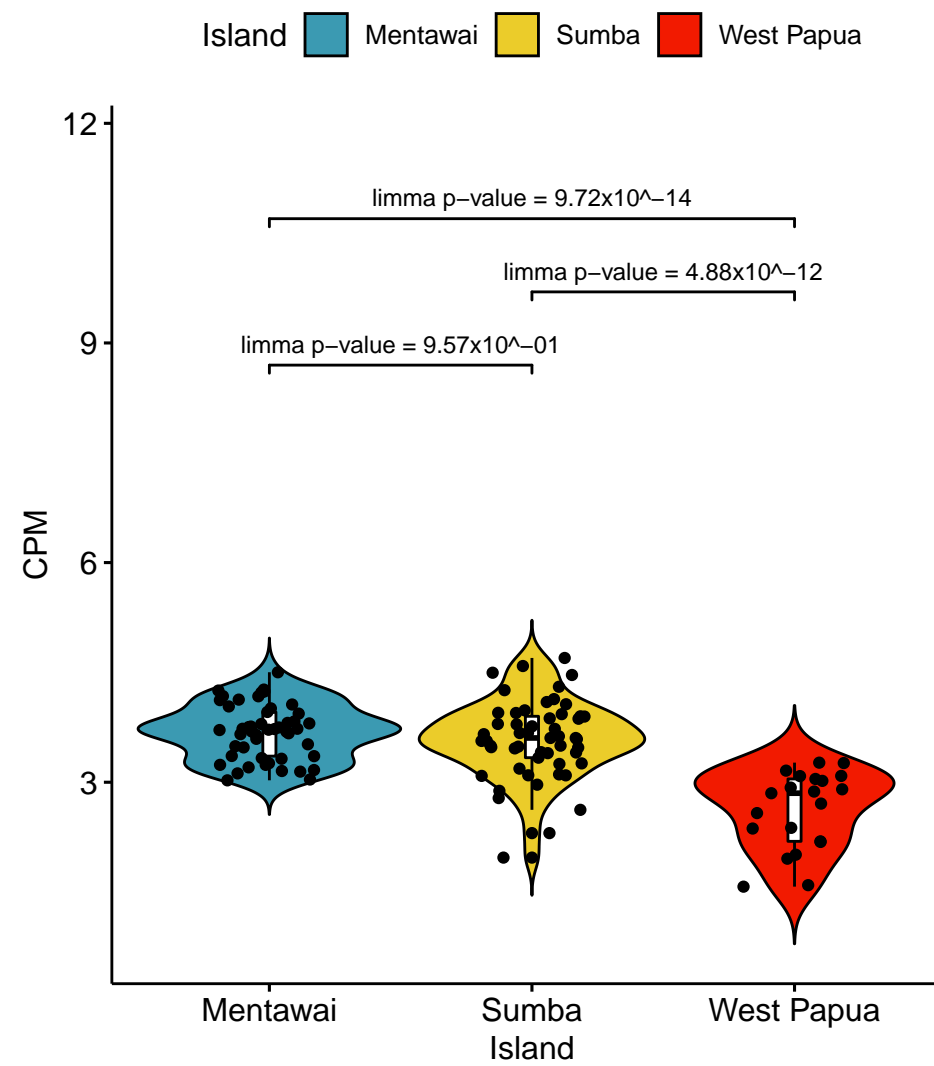 Island Mentawai Sumba West Papua
12
limma p−value = 9.72x10^−14
limma p−value = 4.88x10^−12
9
limma p−value = 9.57x10^−01
CPM
6
3
Mentawai Sumba West Papua
Island